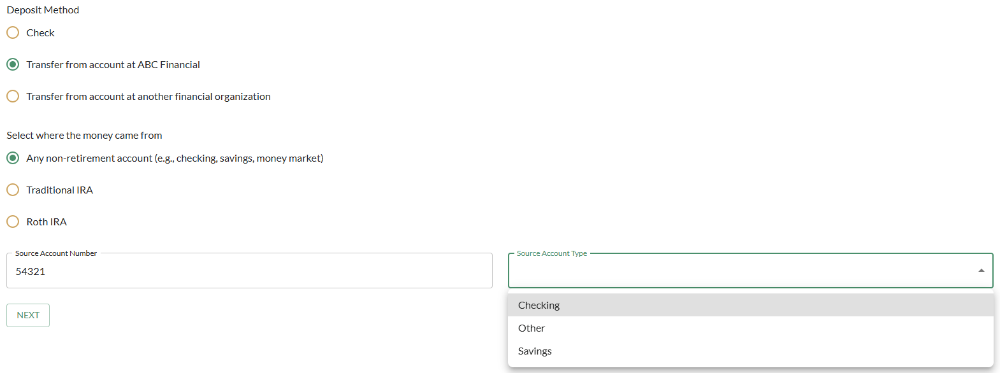 Deposit Method
Check
Transfer from account at ABC Financial
Transfer from account at another financial organization
Select where the money came from
Any non-retirement account (e.g., checking, savings, money market)
Traditional IRA
Roth IRA
Source Account Number
54321
Source Account Type
Checking
Other
Savings
NEXT